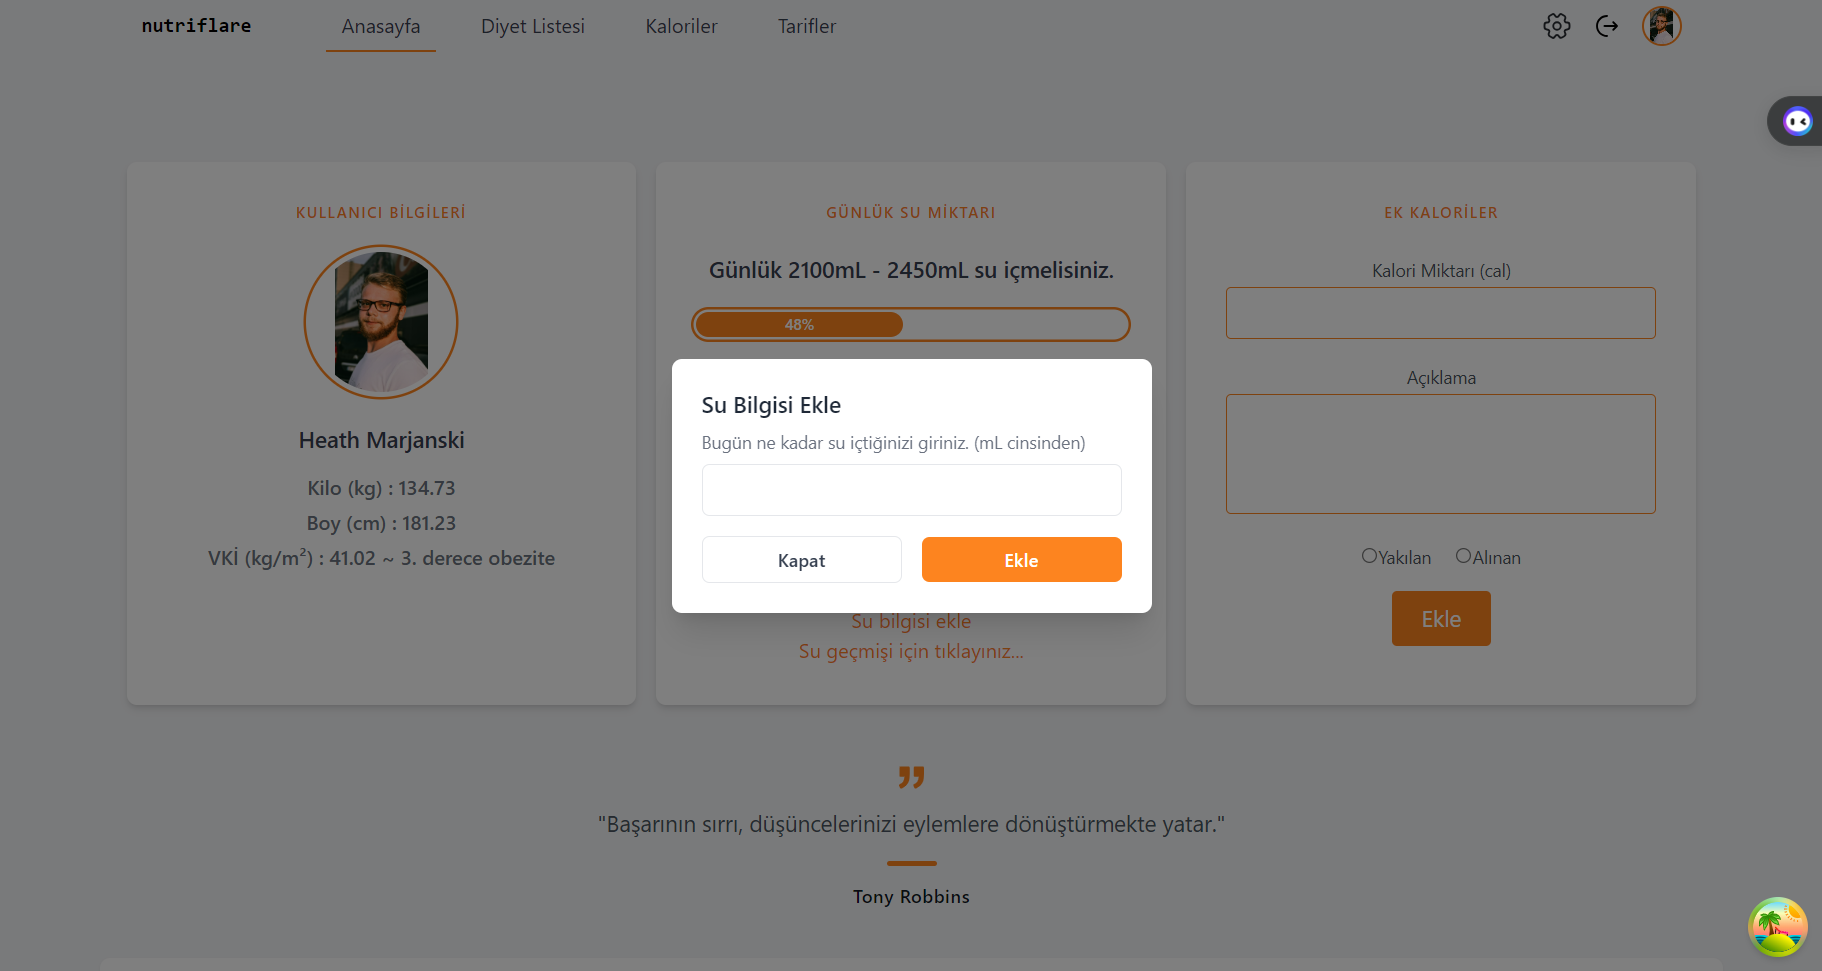 nutriflare
Anasayfa
Diyet Listesi
Kaloriler
Tarifler
KULLANICI BİLGİLERİ
Heath Marjanski
Kilo (kg) : 134.73
Boy (cm) : 181.23
VKİ (kg/m²) : 41.02 ~ 3. derece obezite
GÜNLÜK SU MİKTARI
Günlük 2100mL - 2450mL su içmelisiniz.
48%
Su Bilgisi Ekle
Bugün ne kadar su içtiğinizi giriniz. (mL cinsinden)
Kapat
Ekle
Su bilgisi ekle
Su geçmişi için tıklayınız...
EK KALORİLER
Kalori Miktarı (cal)
Açıklama
Yakılan
Alınan
Ekle
"Başarının sırrı, düşüncelerinizi eylemlere dönüştürmekte yatar."
Tony Robbins